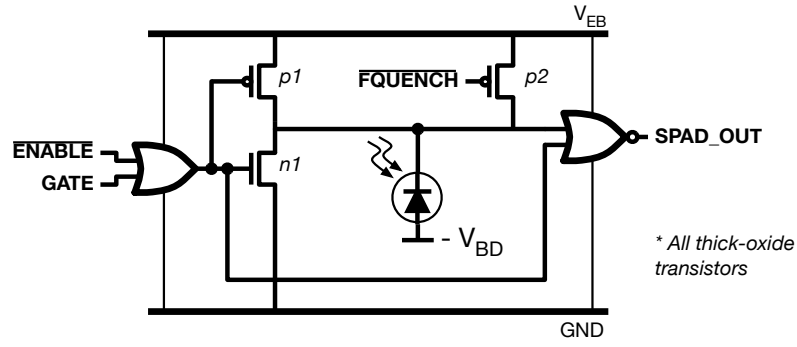 V_EB
p1
FQUENCH
p2
ENABLE
GATE
n1
SPAD_OUT
- V_BD
* All thick-oxide
transistors
GND